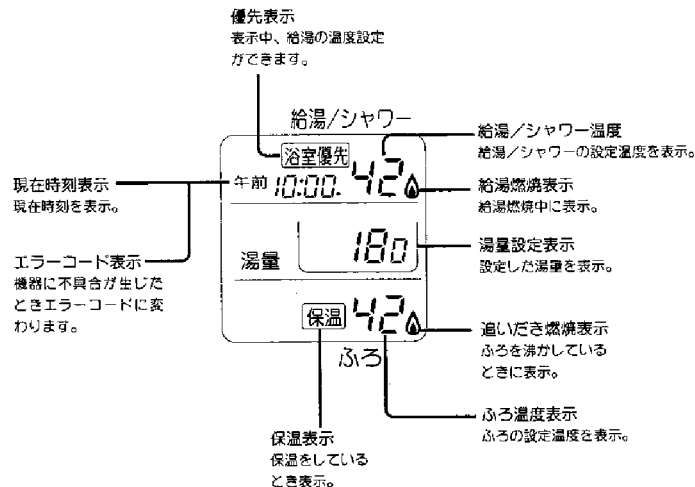 優先表示
表示中、給湯の温度設定
ができます。
給湯/シャワー
浴室優先
42
午前 10:00.
給湯／シャワー温度
給湯／シャワーの設定温度を表示。
現在時刻表示
現在時刻を表示。
給湯燃焼表示
給湯燃焼中に表示。
湯量
180
湯量設定表示
設定した湯量を表示。
エラーコード表示
機器に不具合が生じた
ときエラーコードに変
わります。
保温
42
ふろ
追いだき燃焼表示
ふろを沸かしている
ときに表示。
ふろ温度表示
ふろの設定温度を表示。
保温表示
保温をしている
とき表示。